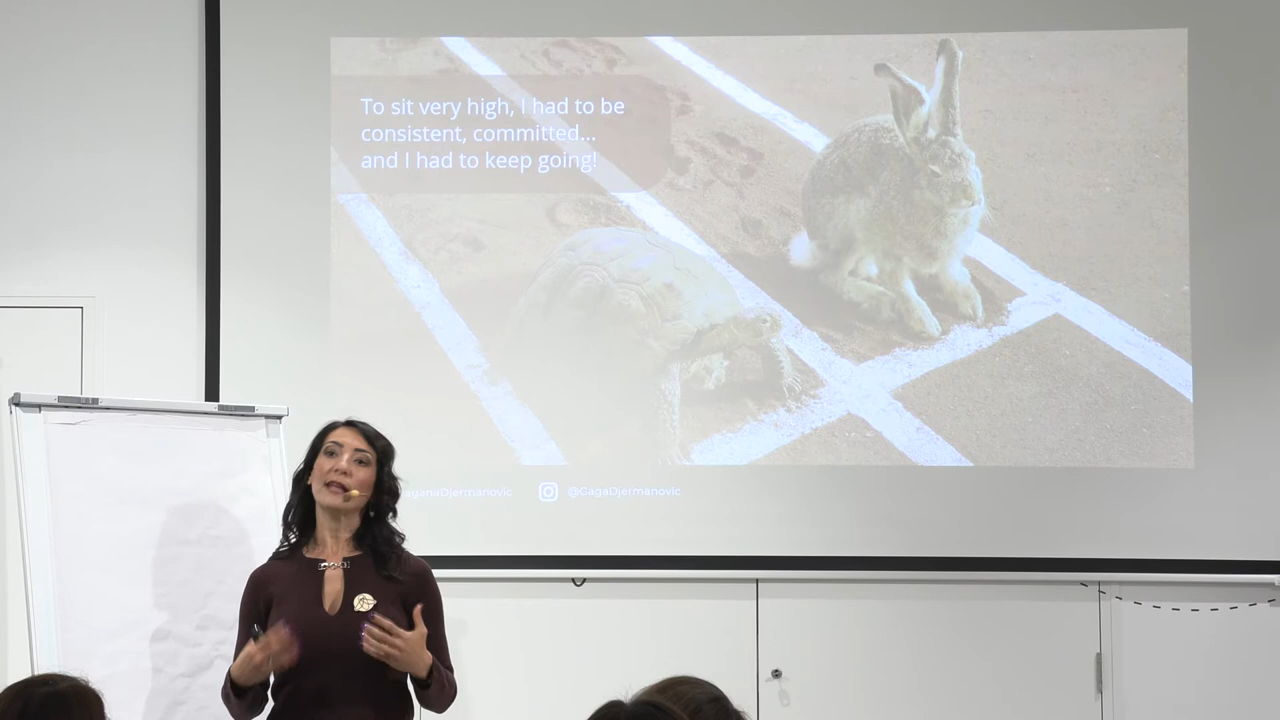 To sit very high, I had to be
consistent, committed...
and I had to keep going!
@GagaDjermanovic